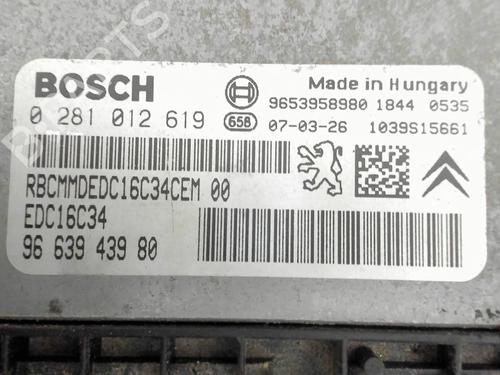 BOSCH
Made in Hungary
9653958980 1844 0535
0 281 012 619
658 07-03-26 1039S15661
RBCMMDEDC16C34CEM 00
EDC16C34
96 639 439 80